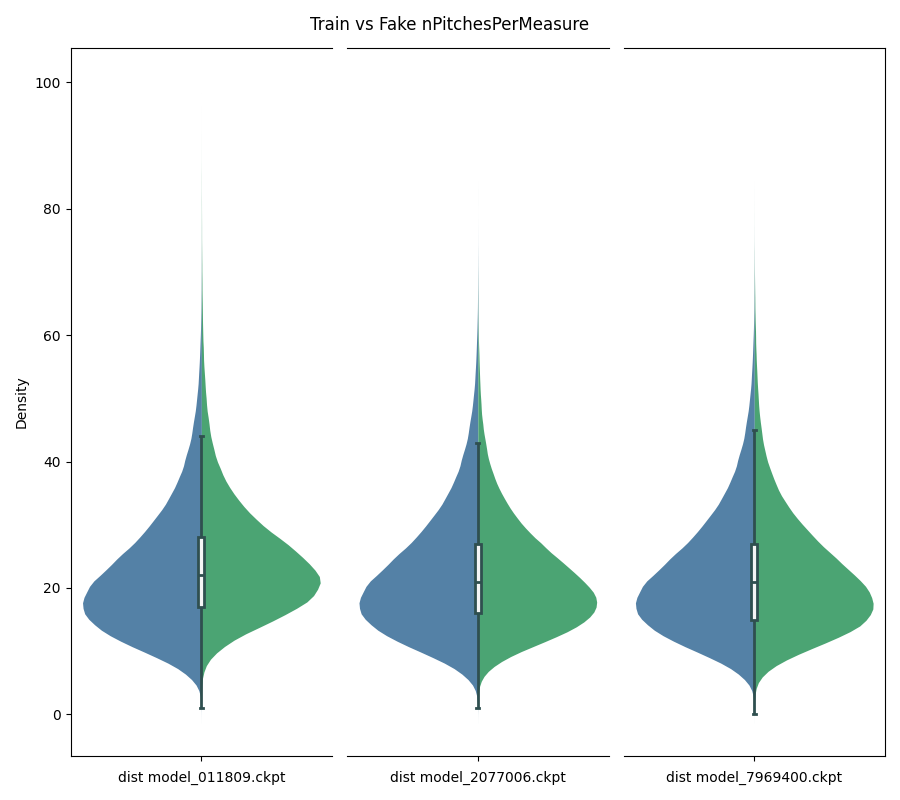 Train vs Fake nPitchesPerMeasure
100
80
60
40
20
0
Density
dist model_011809.ckpt
dist model_2077006.ckpt
dist model_7969400.ckpt